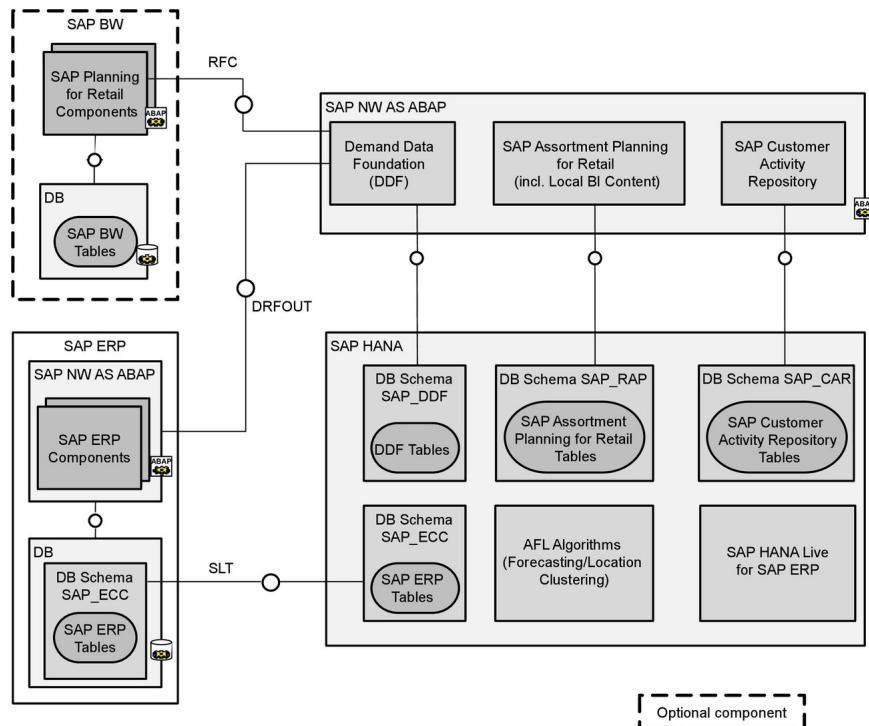 SAP BW
SAP Planning
for Retail
Components
ABAP
DB
SAP BW
Tables
RFC
SAP NW AS ABAP
Demand Data
Foundation
(DDF)
SAP Assortment Planning
for Retail
(incl. Local BI Content)
SAP Customer
Activity
Repository
ABAP
DRFOUT
SAP ERP
SAP NW AS ABAP
SAP ERP
Components
ABAP
DB
DB Schema
SAP_ECC
SAP ERP
Tables
SLT
SAP HANA
DB Schema
SAP_DDF
DDF Tables
DB Schema SAP_RAP
SAP Assortment
Planning for Retail
Tables
DB Schema SAP_CAR
SAP Customer
Activity Repository
Tables
DB Schema
SAP_ECC
SAP ERP
Tables
AFL Algorithms
(Forecasting/Location
Clustering)
SAP HANA Live
for SAP ERP
Optional component